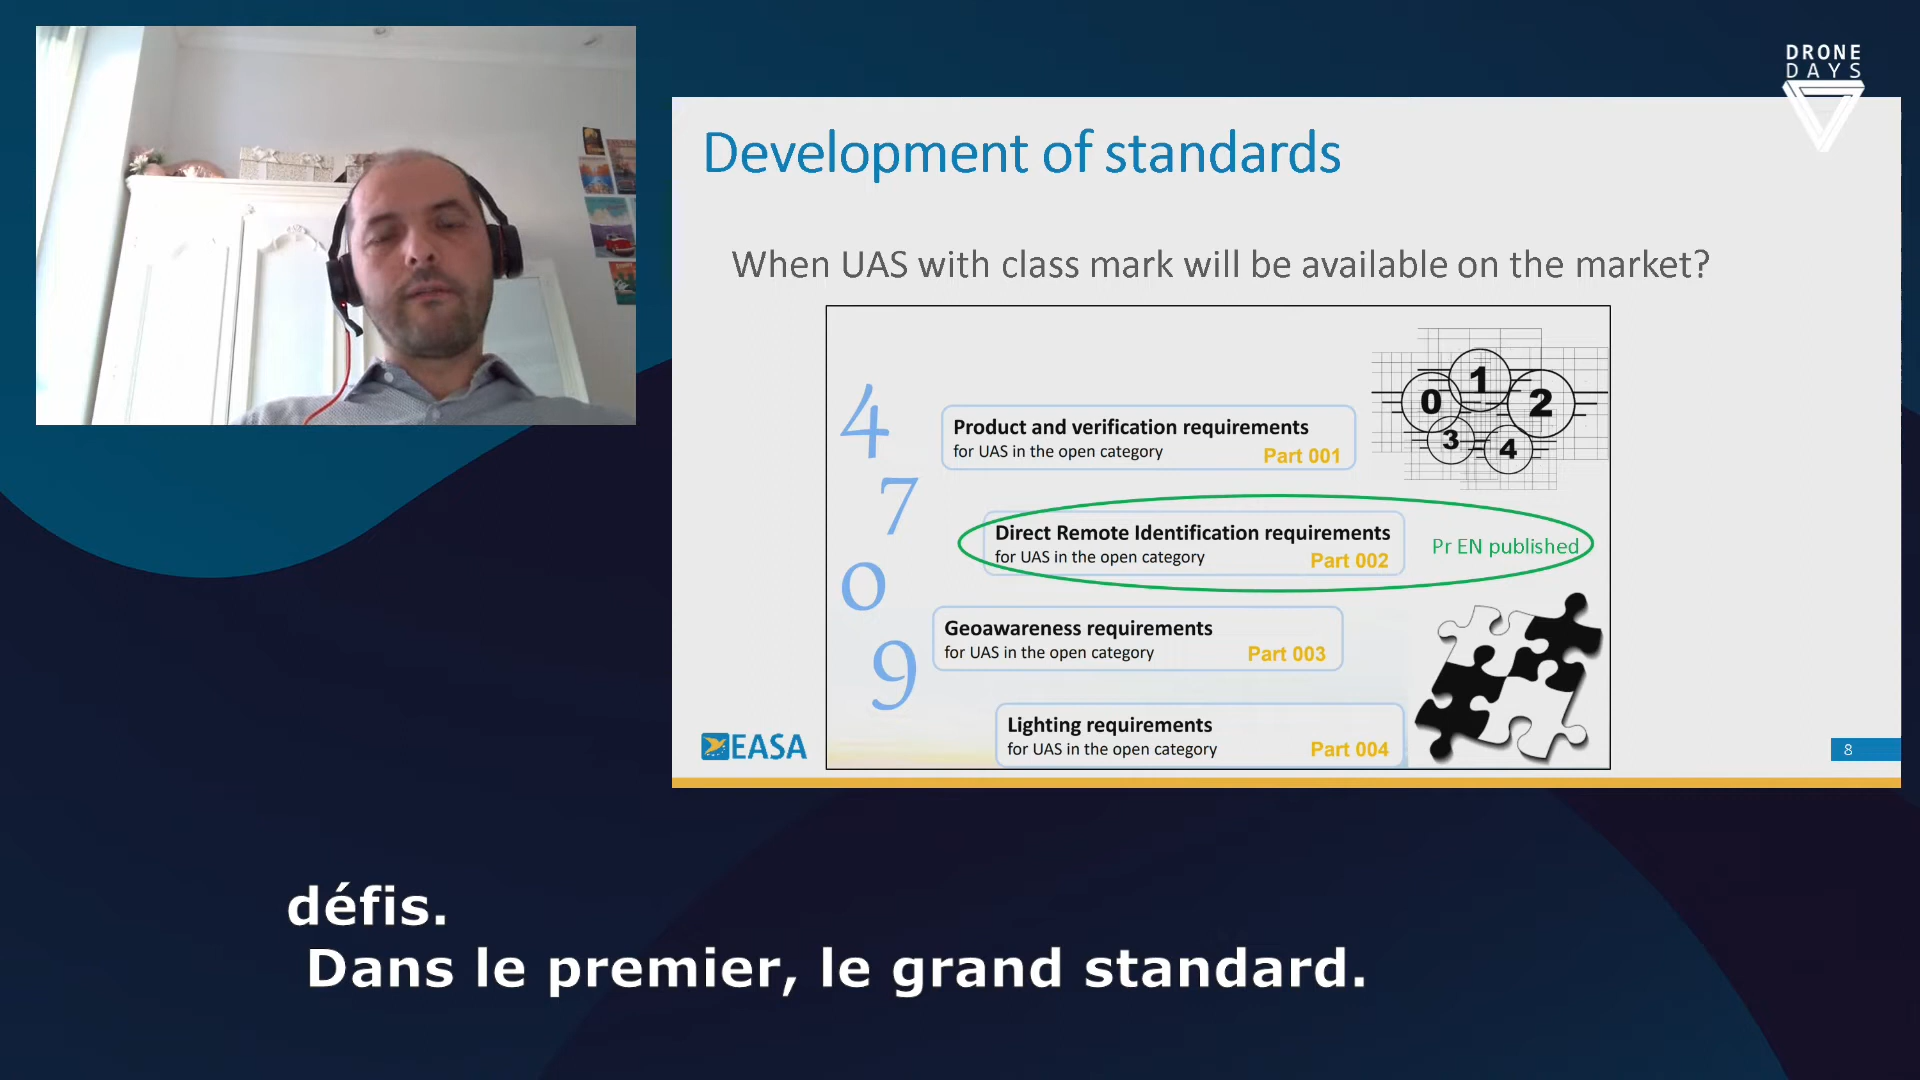 DRONE
DAYS
Development of standards
When UAS with class mark will be available on the market?
4
7
0
9
Product and verification requirements
for UAS in the open category
Part 001
0
1
2
3
4
Direct Remote Identification requirements
for UAS in the open category
Part 002
Pr EN published
Geoawareness requirements
for UAS in the open category
Part 003
Lighting requirements
for UAS in the open category
Part 004
EASA
8
défis.
Dans le premier, le grand standard.